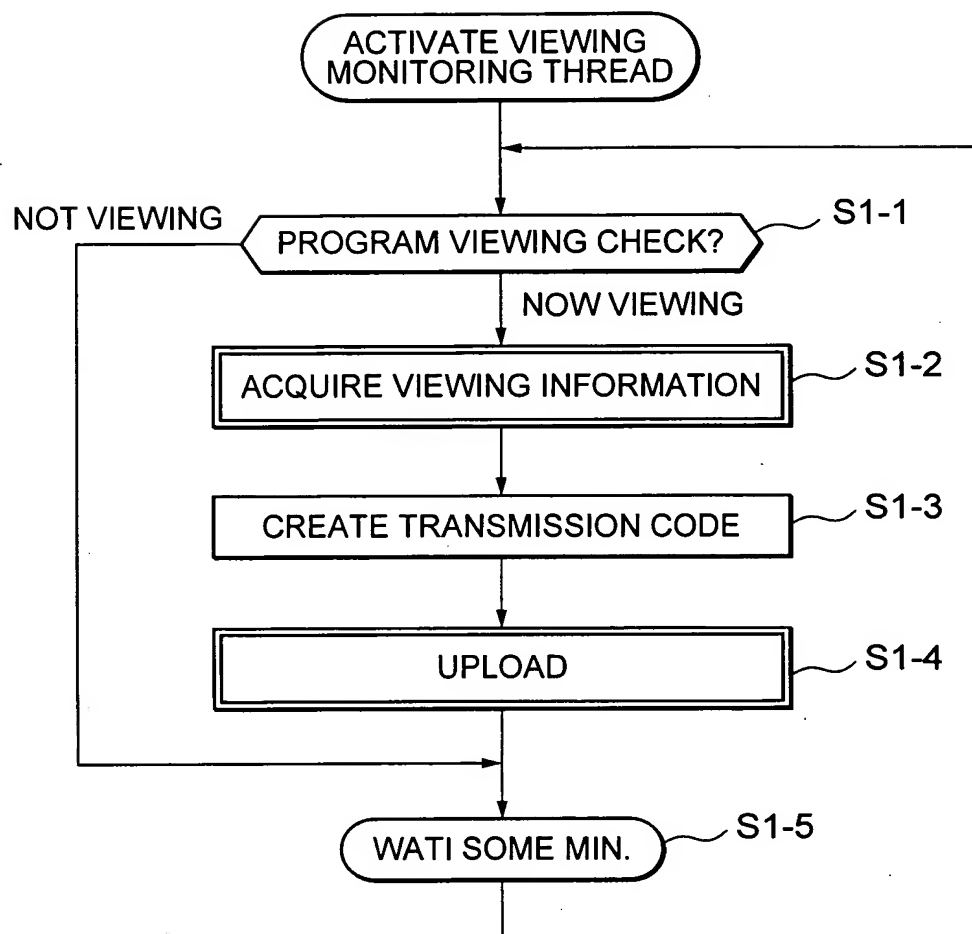 ACTIVATE VIEWING
MONITORING THREAD
NOT VIEWING
PROGRAM VIEWING CHECK?
S1-1
NOW VIEWING
ACQUIRE VIEWING INFORMATION
S1-2
CREATE TRANSMISSION CODE
S1-3
UPLOAD
S1-4
WATI SOME MIN.
S1-5